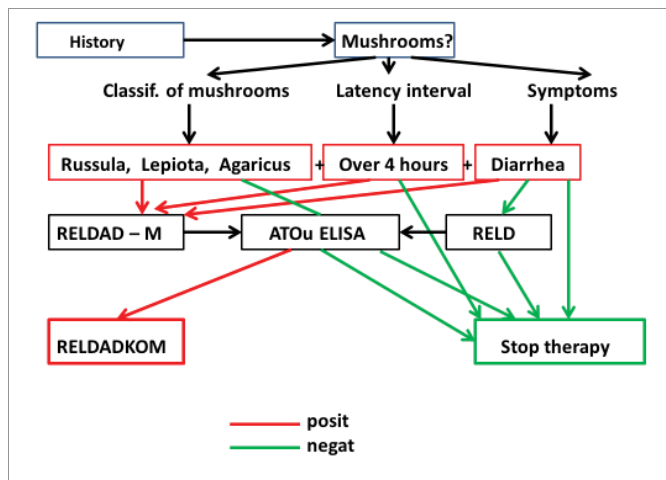 History
Mushrooms?
Classif. of mushrooms
Latency interval
Symptoms
Russula, Lepiota, Agaricus
+
Over 4 hours
+
Diarrhea
RELDAD – M
ATOu ELISA
RELD
RELDADKOM
Stop therapy
posit
negat